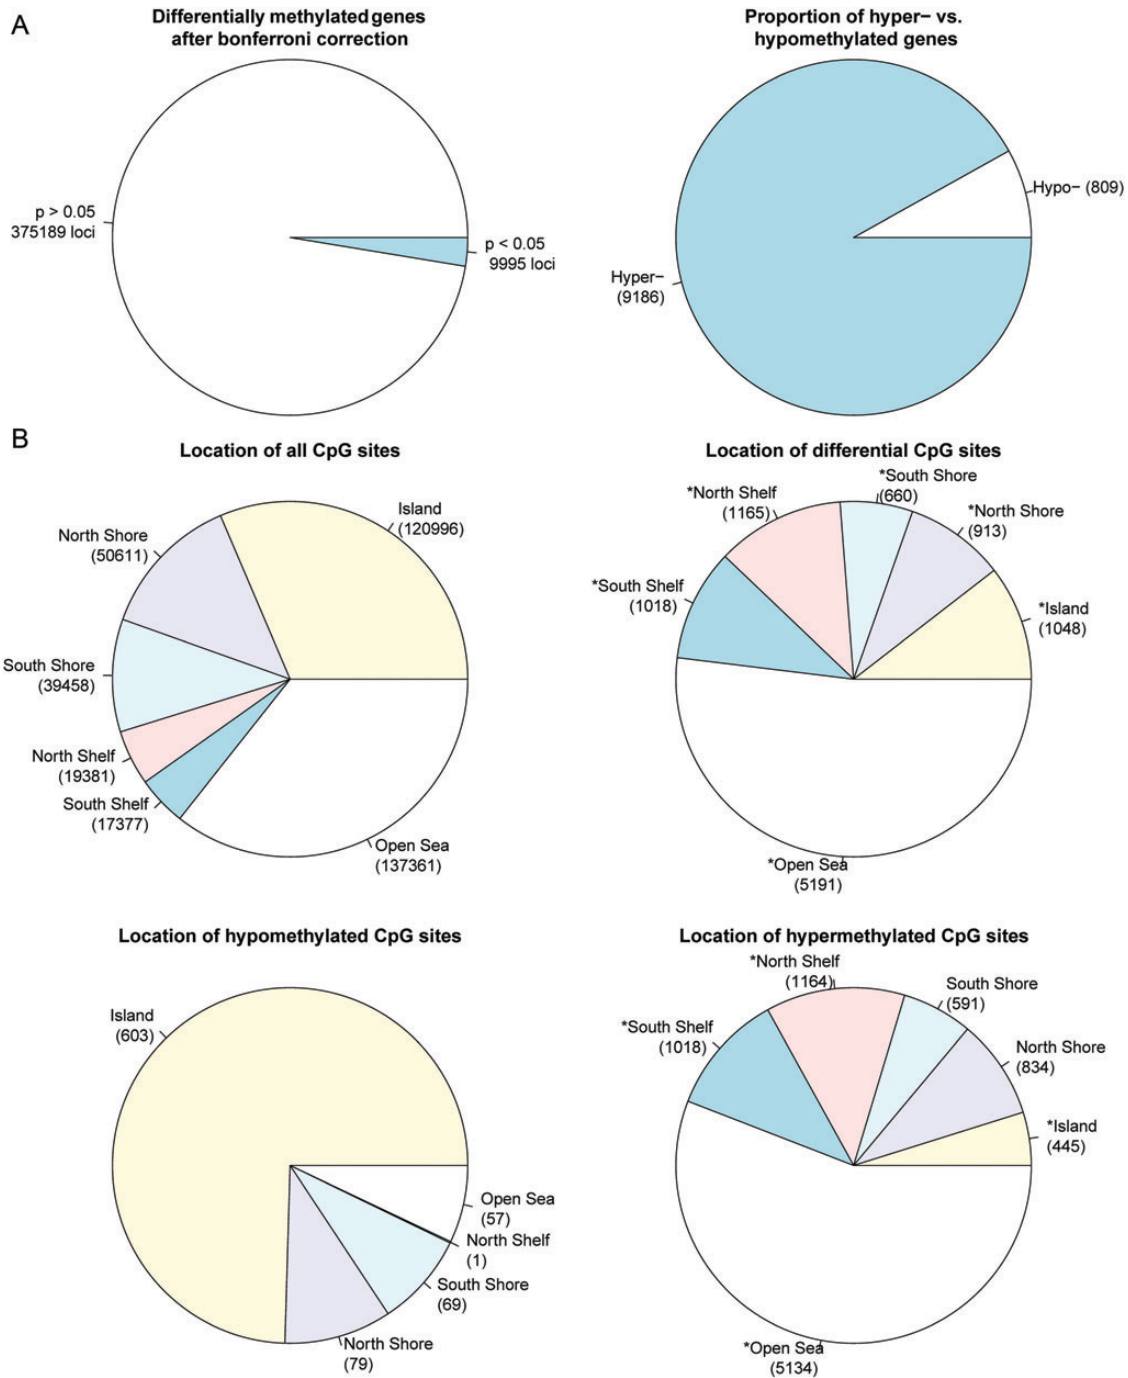 A
Differentially methylated genes
after bonferroni correction
p > 0.05
375189 loci
p < 0.05
9995 loci
Proportion of hyper− vs.
hypomethylated genes
Hypo− (809)
Hyper−
(9186)
B
Location of all CpG sites
Island
(120996)
North Shore
(50611)
South Shore
(39458)
North Shelf
(19381)
South Shelf
(17377)
Open Sea
(137361)
Location of differential CpG sites
*South Shore
(660)
*North Shelf
(1165)
*North Shore
(913)
*South Shelf
(1018)
*Island
(1048)
*Open Sea
(5191)
Location of hypomethylated CpG sites
Island
(603)
Open Sea
(57)
North Shelf
(1)
South Shore
(69)
North Shore
(79)
Location of hypermethylated CpG sites
*North Shelf
(1164)
South Shore
(591)
*South Shelf
(1018)
North Shore
(834)
*Island
(445)
*Open Sea
(5134)